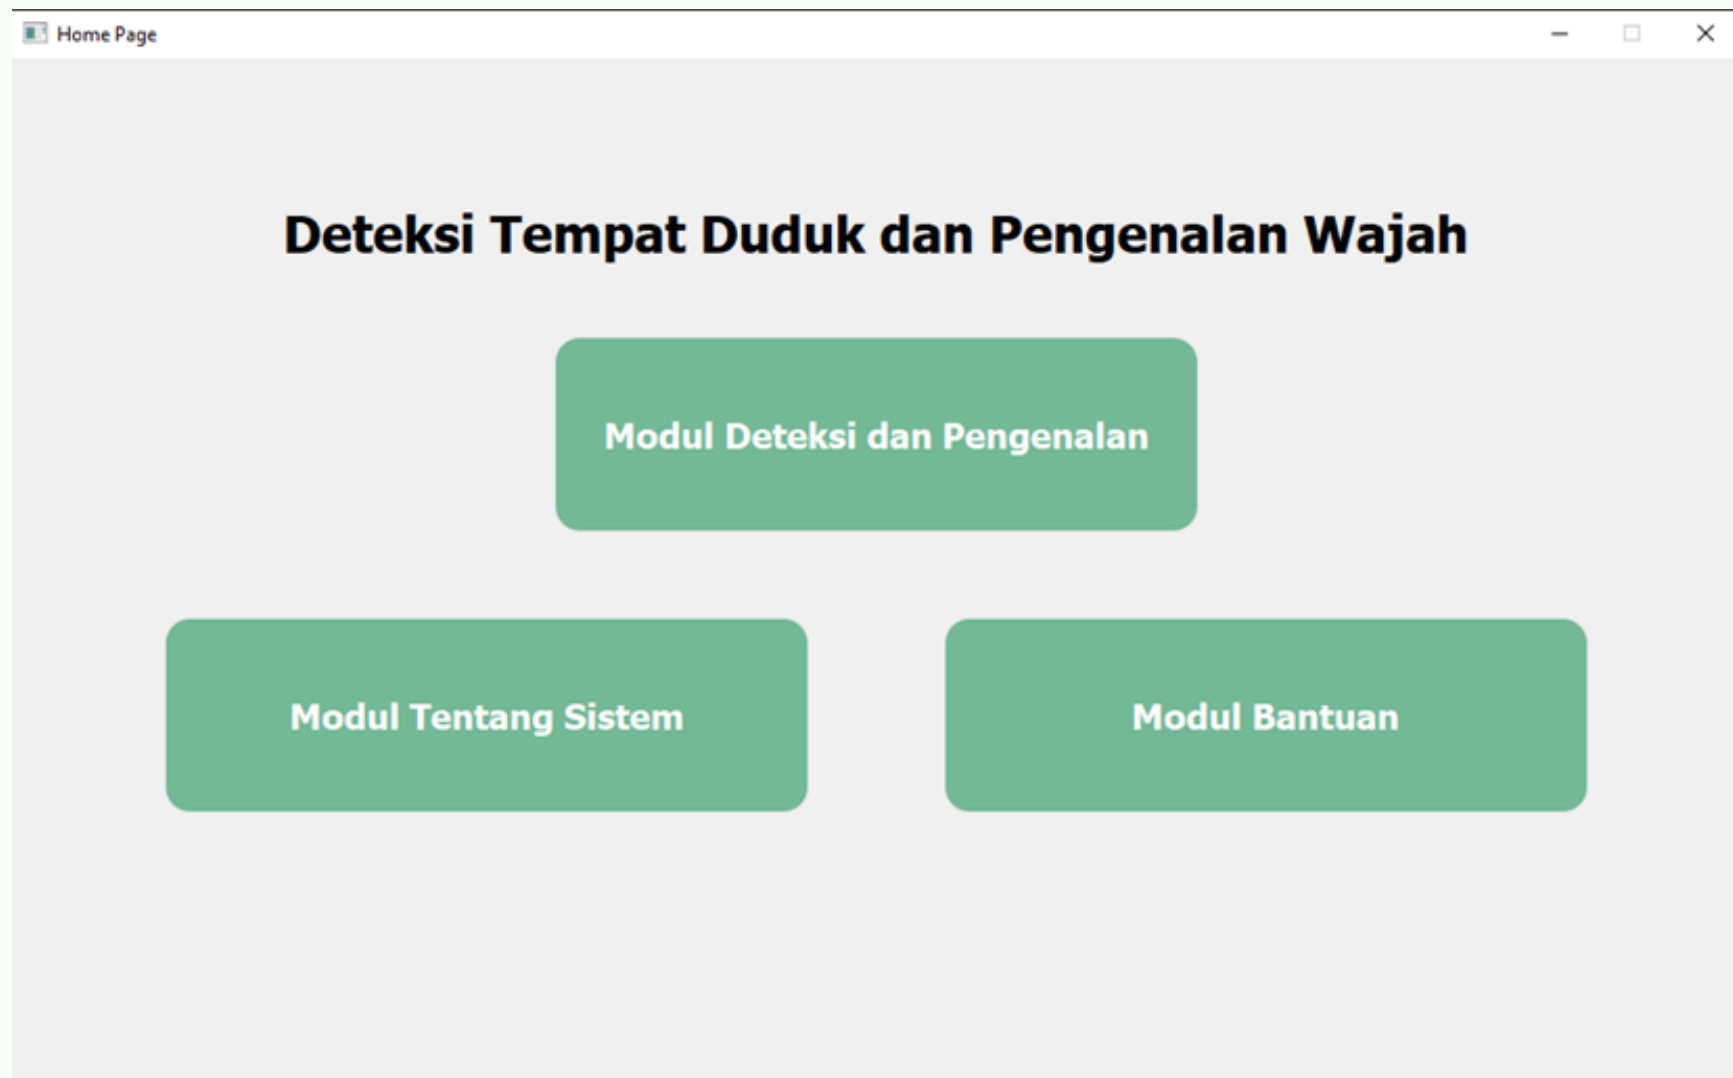 Home Page
Deteksi Tempat Duduk dan Pengenalan Wajah
Modul Deteksi dan Pengenalan
Modul Tentang Sistem
Modul Bantuan